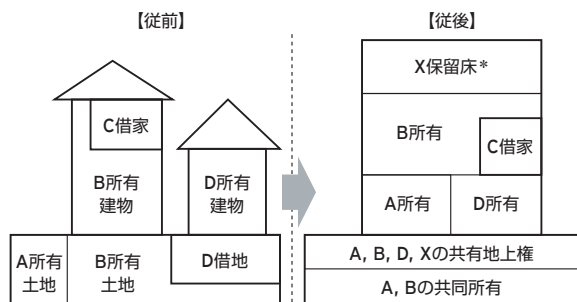 【従前】
C借家
B所有
建物
D所有
建物
A所有
土地
B所有
土地
D借地
【従後】
X保留床*
B所有
C借家
A所有
D所有
A, B, D, Xの共有地上権
A, Bの共同所有